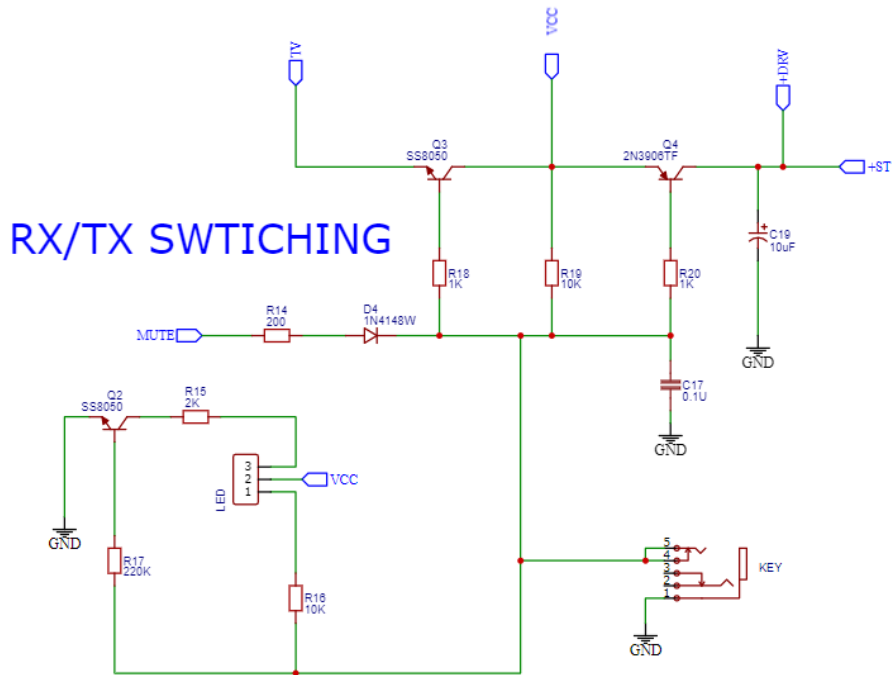 TV
VCC
+DRV
Q3
SS8050
Q4
2N3906TF
+ST
RX/TX SWTICHING
C19
10uF
R18
1K
R19
10K
R20
1K
R14
200
D4
1N4148W
MUTE
GND
C17
0.1U
Q2
SS8050
R15
2K
GND
3
2
1
VCC
LED
GND
R17
220K
5
4
3
2
1
KEY
R16
10K
GND